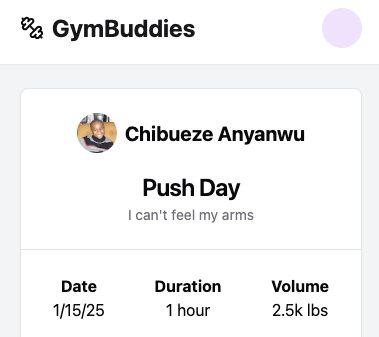 GymBuddies
Chibueze Anyanwu
Push Day
I can't feel my arms
Date Duration Volume
1/15/25 1 hour 2.5k lbs